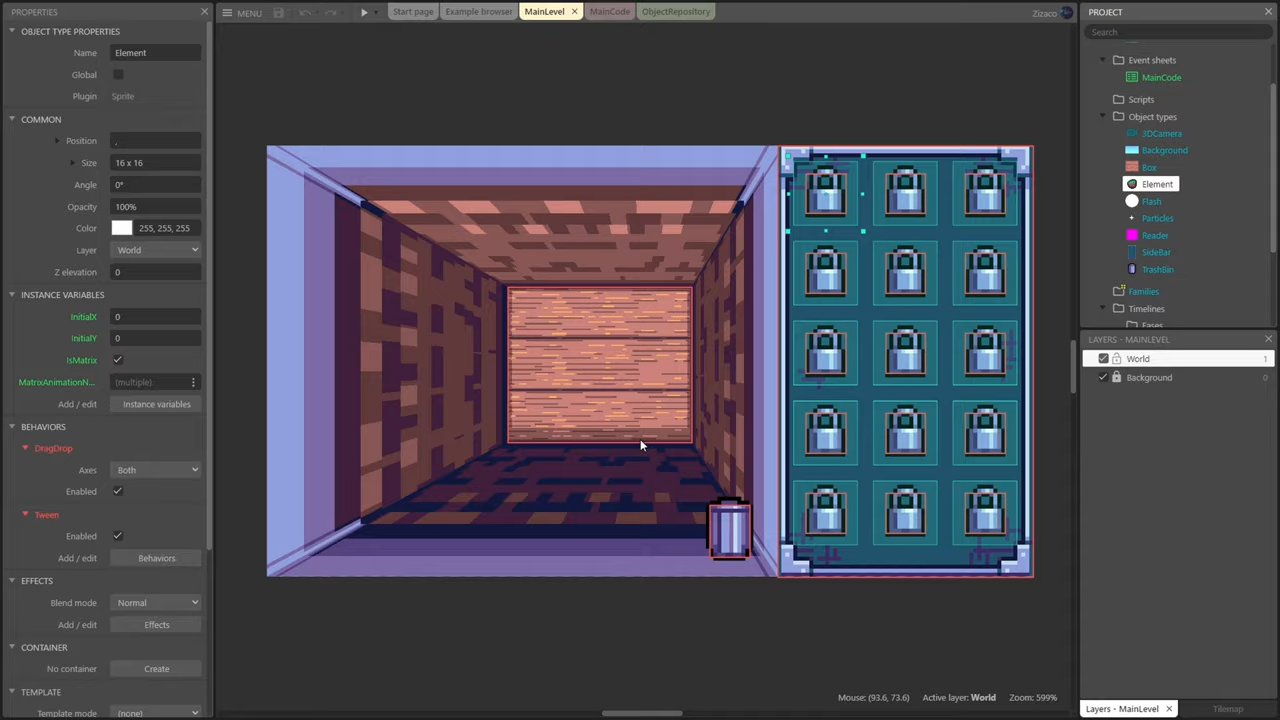 PROPERTIES
OBJECT TYPE PROPERTIES
Name Element
Global
Plugin Sprite
COMMON
Position ,
Size 16 x 16
Angle 0°
Opacity 100%
Color 255, 255, 255
Layer World
Z elevation 0
INSTANCE VARIABLES
InitialX 0
InitialY 0
IsMatrix
MatrixAnimationN... (multiple)
Add / edit Instance variables
BEHAVIORS
DragDrop
Axes Both
Enabled
Tween
Enabled
Add / edit Behaviors
EFFECTS
Blend mode Normal
Add / edit Effects
CONTAINER
No container Create
TEMPLATE
Template mode (none)
MENU
Start page
Example browser
MainLevel
MainCode
ObjectRepository
Zízaco
Mouse: (93.6, 73.6) Active layer: World Zoom: 599%
PROJECT
Search
Event sheets
MainCode
Scripts
Object types
3DCamera
Background
Box
Element
Flash
Particles
Reader
SideBar
TrashBin
Families
Timelines
Eases
LAYERS - MAINLEVEL
World 1
Background 0
Layers - MainLevel
Tilemap